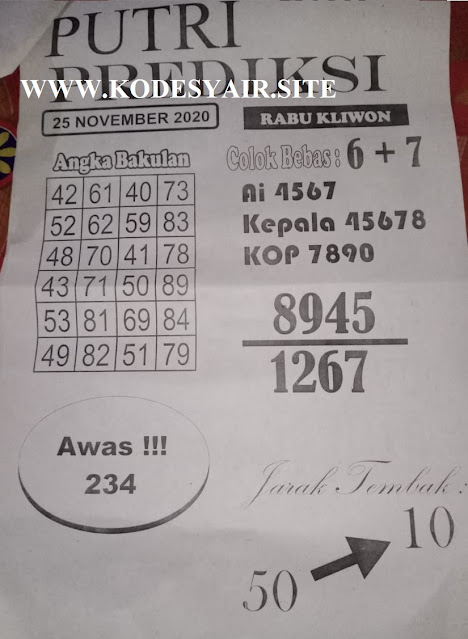 PUTRI
PREDIKSI
WWW.KODESYAIR.SITE
25 NOVEMBER 2020
RABU KLIWON
Angka Bakulan
42 61 40 73
52 62 59 83
48 70 41 78
43 71 50 89
53 81 69 84
49 82 51 79
Colok Bebas : 6 + 7
Ai 4567
Kepala 45678
KOP 7890
8945
1267
Awas !!!
234
Jarak Tembak :
50
10